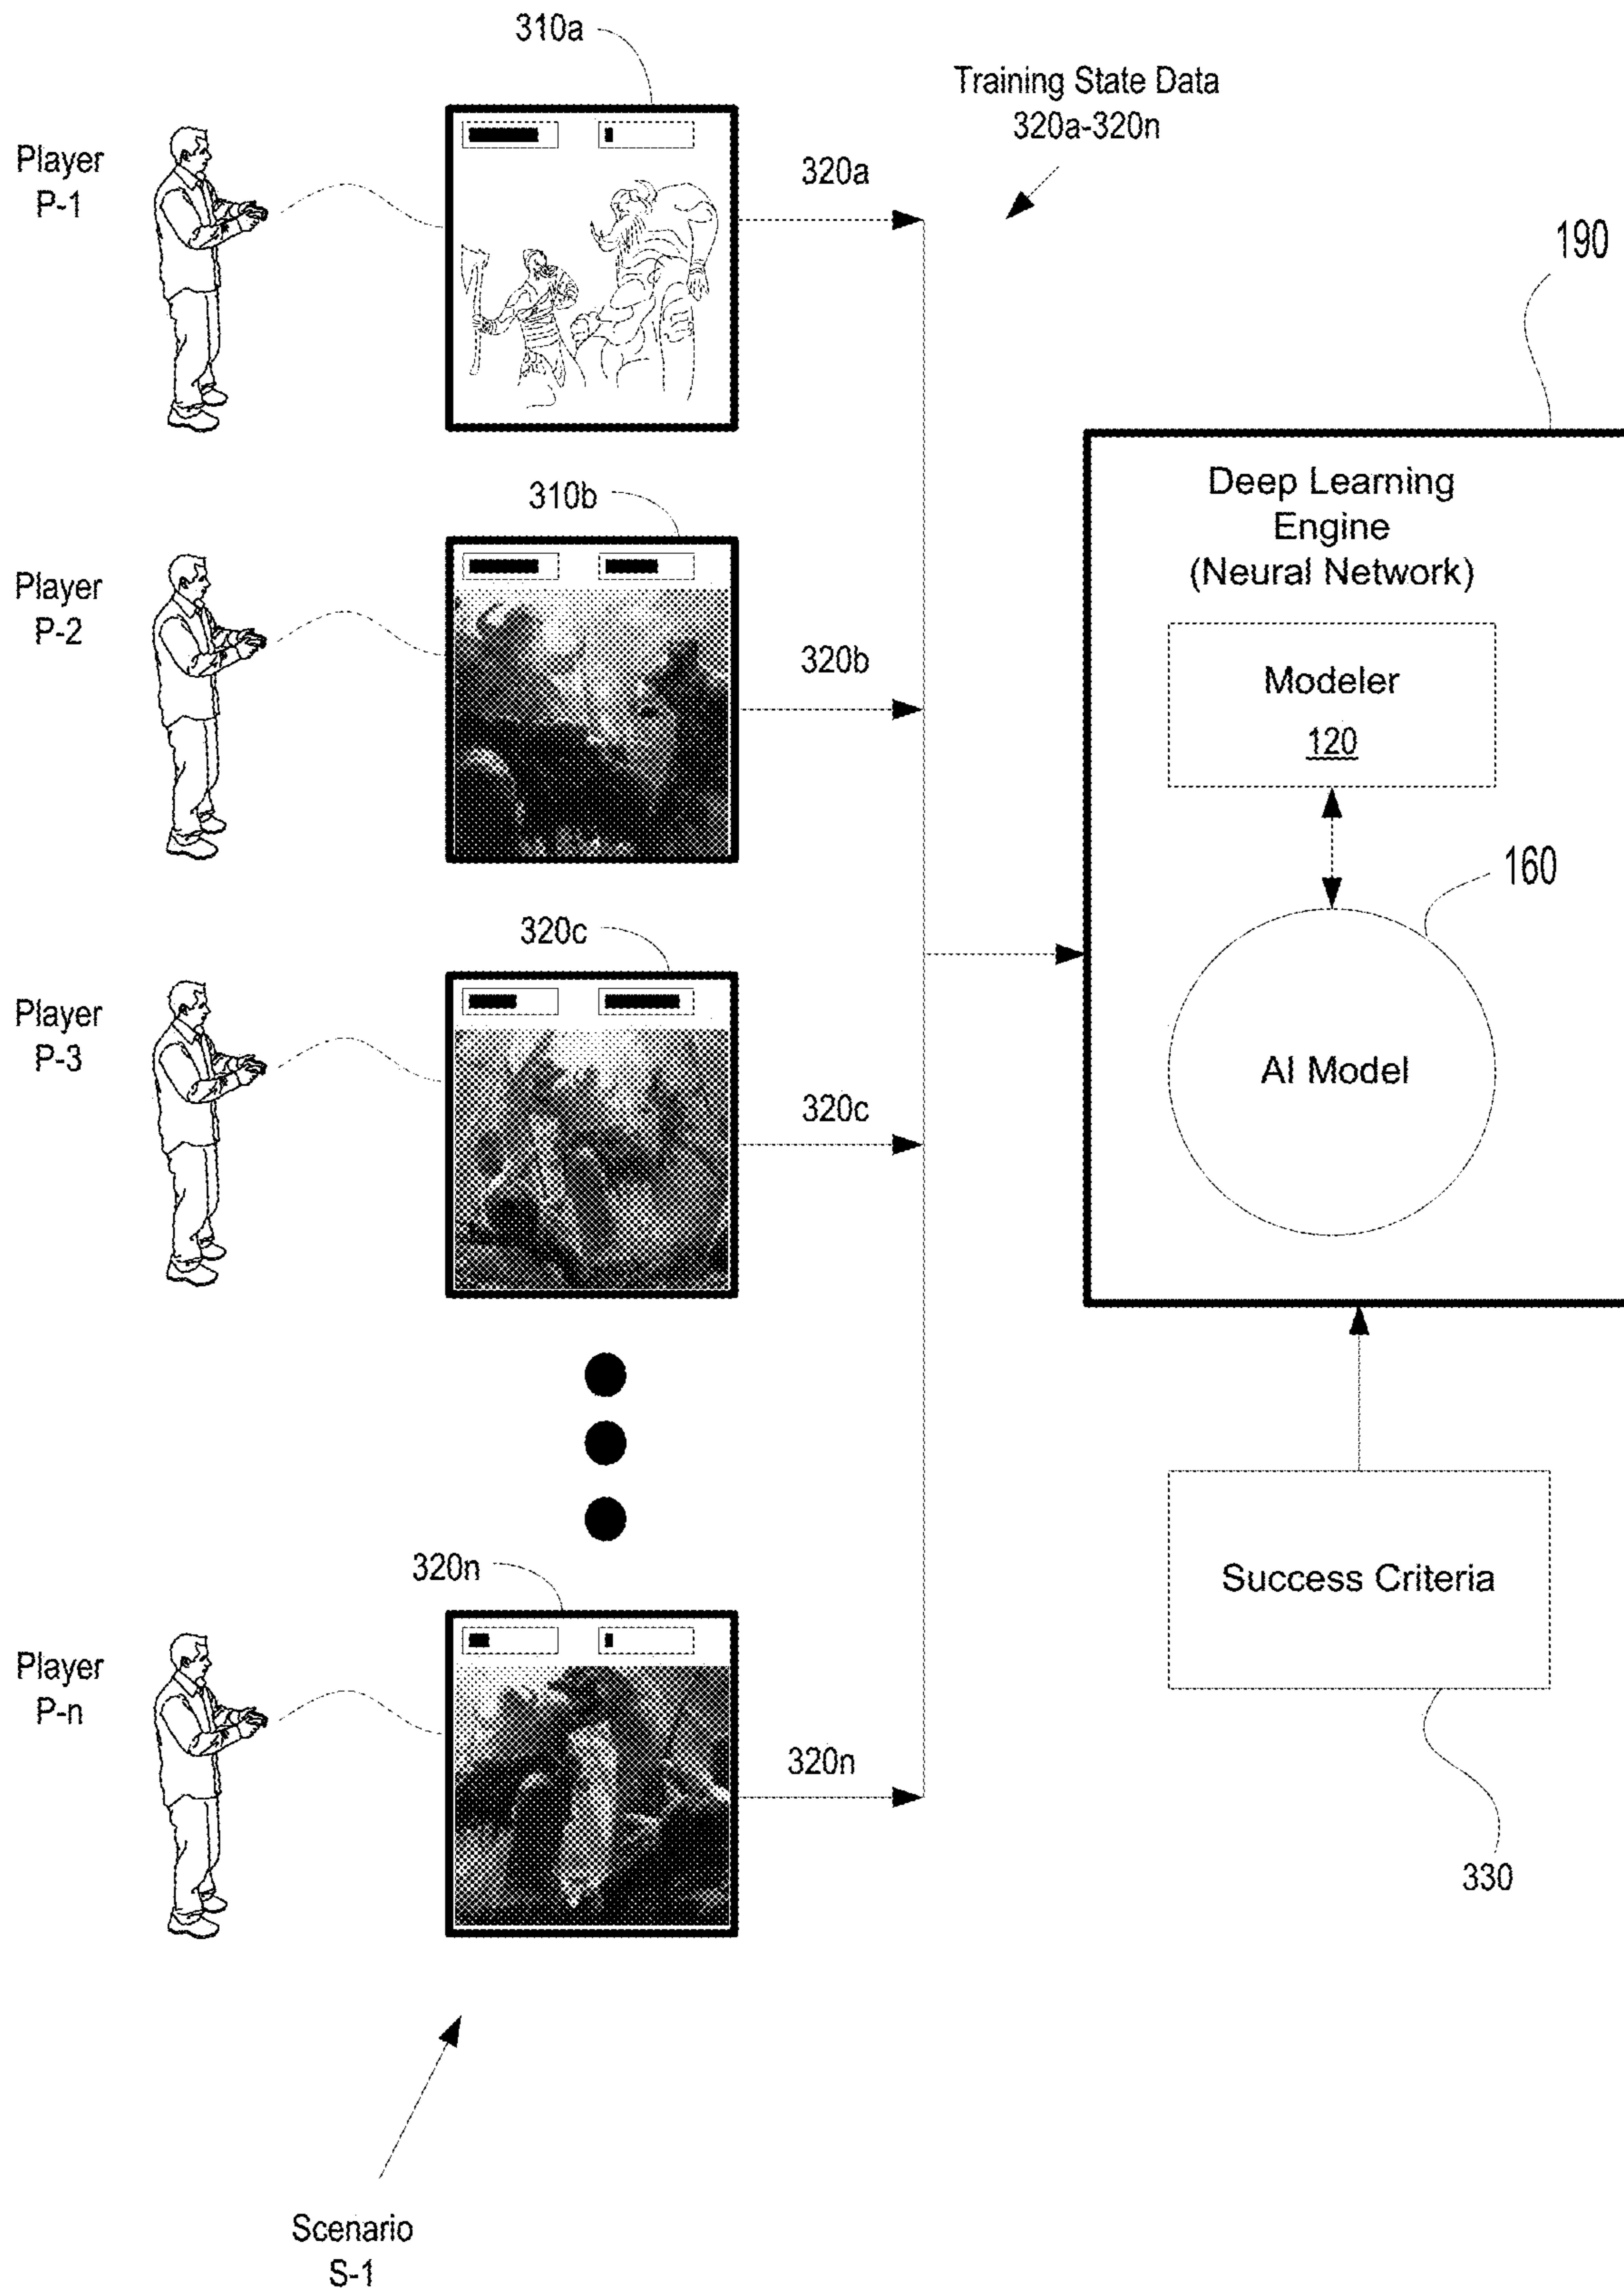 310a
Training State Data
320a-320n
Player
P-1
320a
190
310b
Player
P-2
320b
Deep Learning
Engine
(Neural Network)
Modeler
120
160
AI Model
320c
Player
P-3
320c
320n
Player
P-n
320n
Success Criteria
330
Scenario
S-1